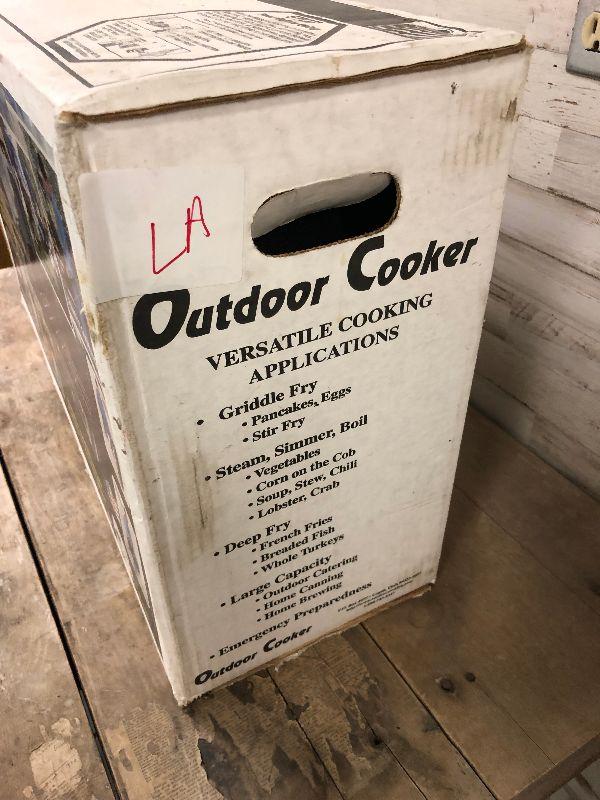 LA
Outdoor Cooker
VERSATILE COOKING
APPLICATIONS
• Griddle Fry
• Pancakes, Eggs
• Stir Fry
• Steam, Simmer, Boil
• Vegetables
• Corn on the Cob
• Soup, Stew, Chili
• Lobster, Crab
• Deep Fry
• French Fries
• Breaded Fish
• Whole Turkeys
• Large Capacity
• Outdoor Catering
• Home Canning
• Home Brewing
• Emergency Preparedness
Outdoor Cooker